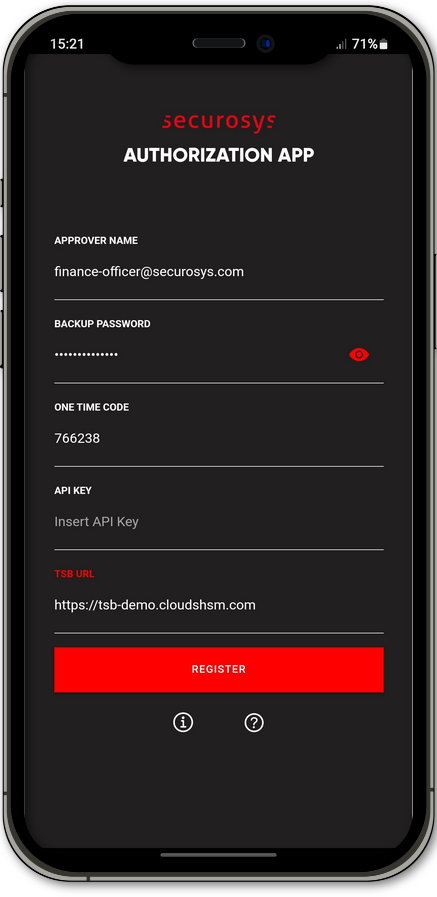 15:21
71%
securosys
AUTHORIZATION APP
APPROVER NAME
finance-officer@securosys.com
BACKUP PASSWORD
••••••••••••••
ONE TIME CODE
766238
API KEY
Insert API Key
TSB URL
https://tsb-demo.cloudshsm.com
REGISTER